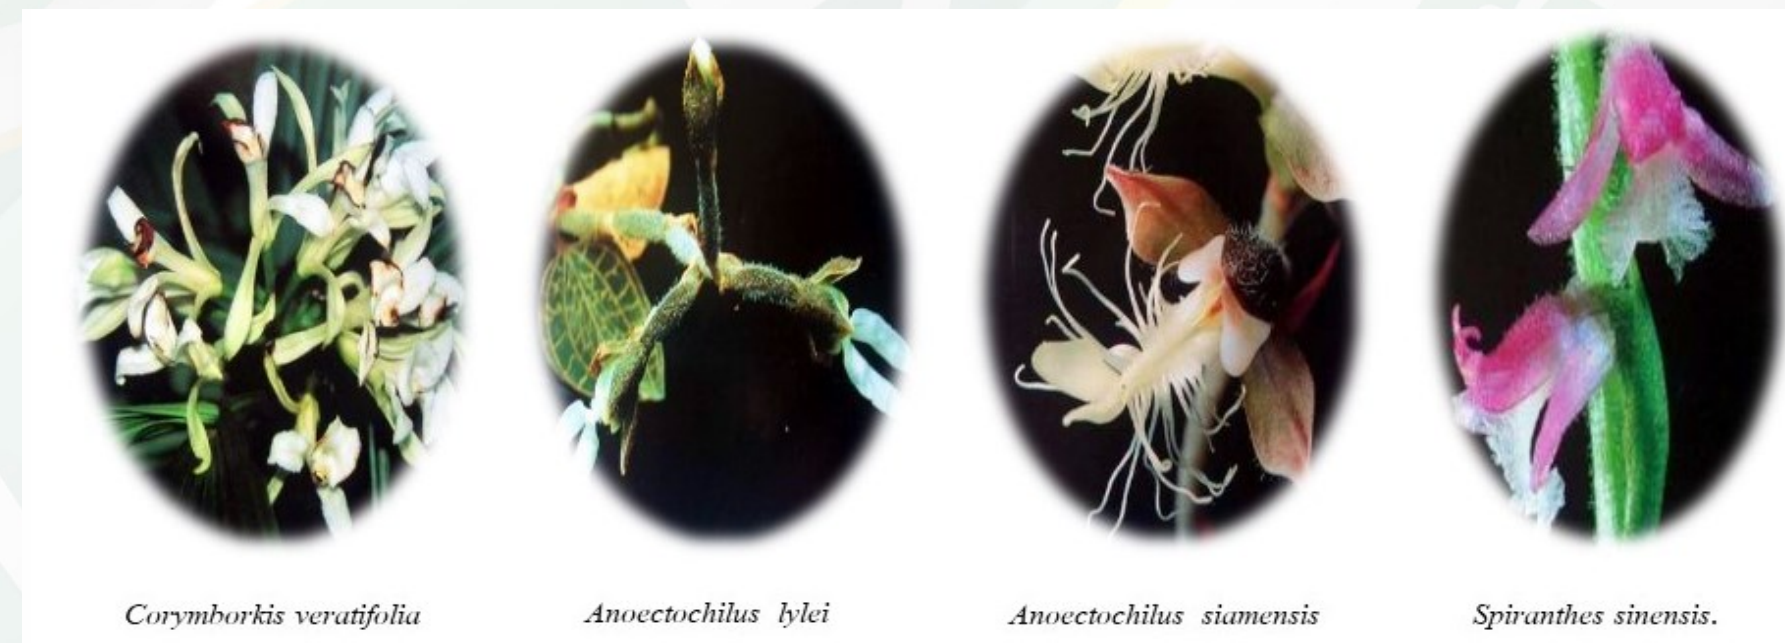 Corymborkis veratifolia
Anoectochilus lylei
Anoectochilus siamensis
Spiranthes sinensis.